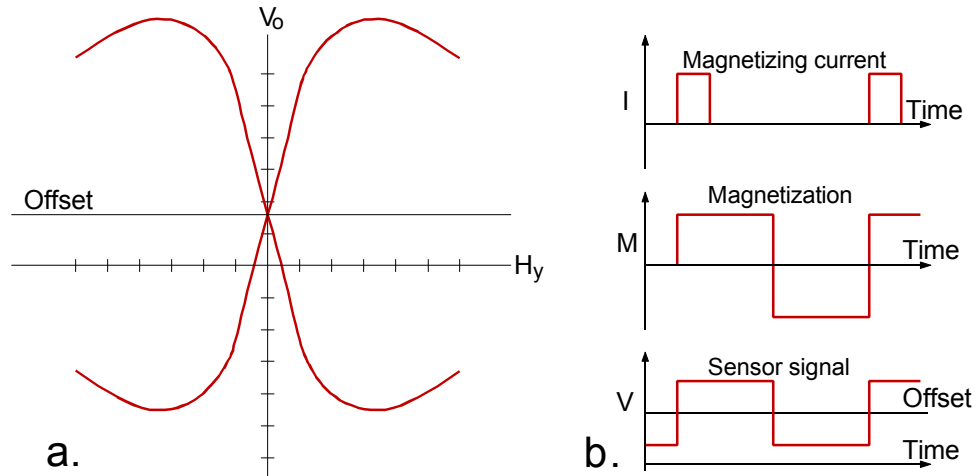 Vo
Offset
Hy
a.
Magnetizing current
I
Time
Magnetization
M
Time
Sensor signal
V
Offset
Time
b.